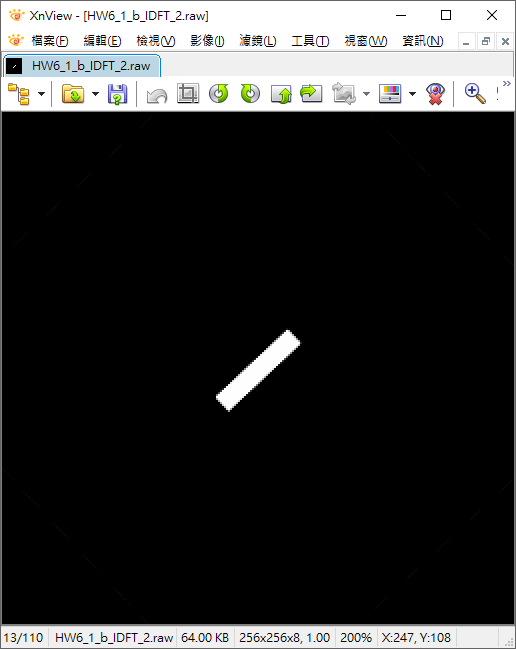 XnView - [HW6_1_b_IDFT_2.raw]
檔案(F) 編輯(E) 檢視(V) 影像(I) 濾鏡(L) 工具(T) 視窗(W) 資訊(N)
HW6_1_b_IDFT_2.raw
13/110 HW6_1_b_IDFT_2.raw 64.00 KB 256x256x8, 1.00 200% X:247, Y:108